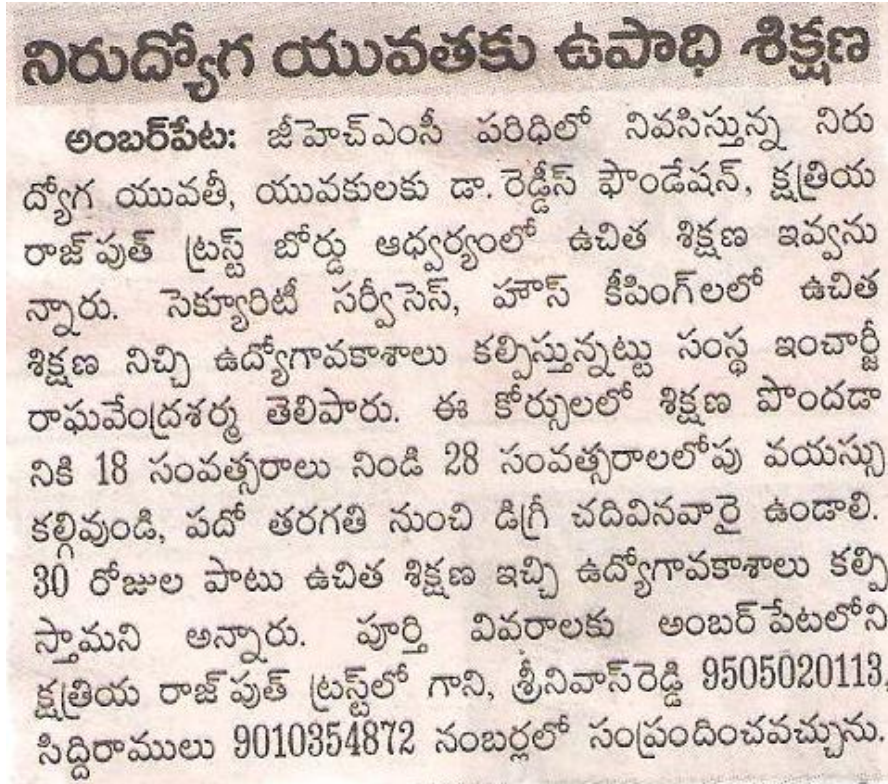 నిరుద్యోగ యువతకు ఉపాధి శిక్షణ
అంబర్‌పేట: జీహెచ్ఎంసీ పరిధిలో నివసిస్తున్న నిరు
ద్యోగ యువతీ, యువకులకు డా. రెడ్డీస్ ఫౌండేషన్, క్షత్రియ
రాజ్‌పుత్ ట్రస్ట్ బోర్డు ఆధ్వర్యంలో ఉచిత శిక్షణ ఇవ్వను
న్నారు. సెక్యూరిటీ సర్వీసెస్, హౌస్ కీపింగ్‌లలో ఉచిత
శిక్షణ నిచ్చి ఉద్యోగావకాశాలు కల్పిస్తున్నట్టు సంస్థ ఇంచార్జీ
రాఘవేంద్రశర్మ తెలిపారు. ఈ కోర్సులలో శిక్షణ పొందడా
నికి 18 సంవత్సరాలు నిండి 28 సంవత్సరాలలోపు వయస్సు
కల్గివుండి, పదో తరగతి నుంచి డిగ్రీ చదివినవారై ఉండాలి.
30 రోజుల పాటు ఉచిత శిక్షణ ఇచ్చి ఉద్యోగావకాశాలు కల్పి
స్తామని అన్నారు. పూర్తి వివరాలకు అంబర్ పేటలోని
క్షత్రియ రాజ్‌పుత్ ట్రస్ట్‌లో గాని, శ్రీనివాస్‌రెడ్డి 9505020113,
సిద్దిరాములు 9010354872 నంబర్లలో సంప్రందించవచ్చును.